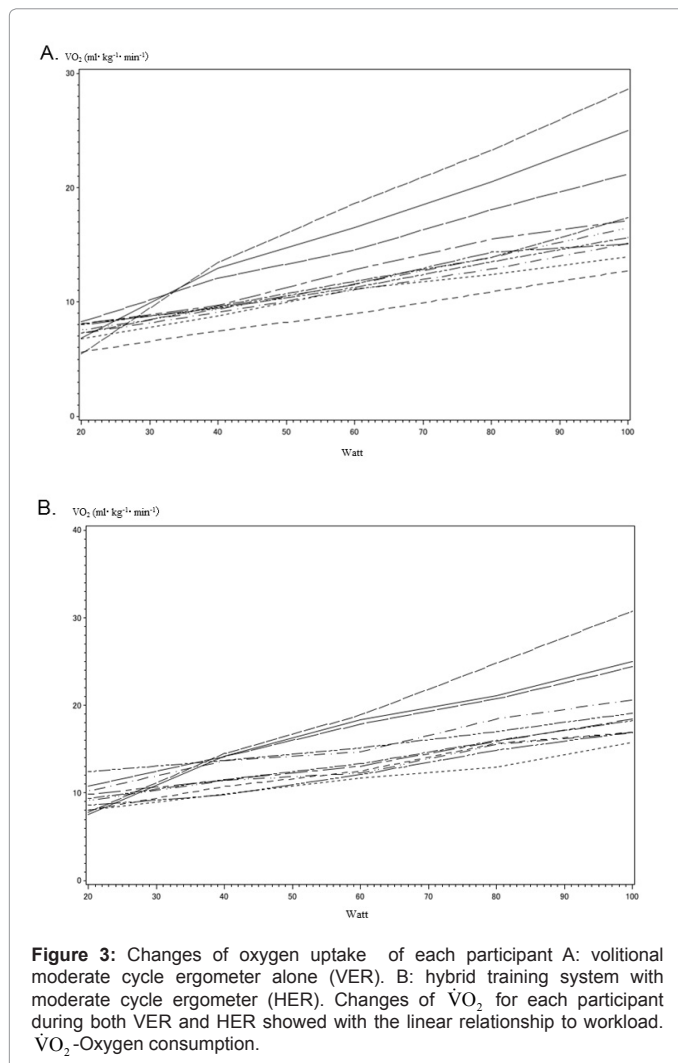 A. VO₂ (ml· kg⁻¹· min⁻¹)
30
20
10
0
20 30 40 50 60 70 80 90 100
Watt
B. VO₂ (ml· kg⁻¹· min⁻¹)
40
30
20
10
0
20 30 40 50 60 70 80 90 100
Watt
Figure 3: Changes of oxygen uptake of each participant A: volitional
moderate cycle ergometer alone (VER). B: hybrid training system with
moderate cycle ergometer (HER). Changes of V̇O₂ for each participant
during both VER and HER showed with the linear relationship to workload.
V̇O₂ -Oxygen consumption.